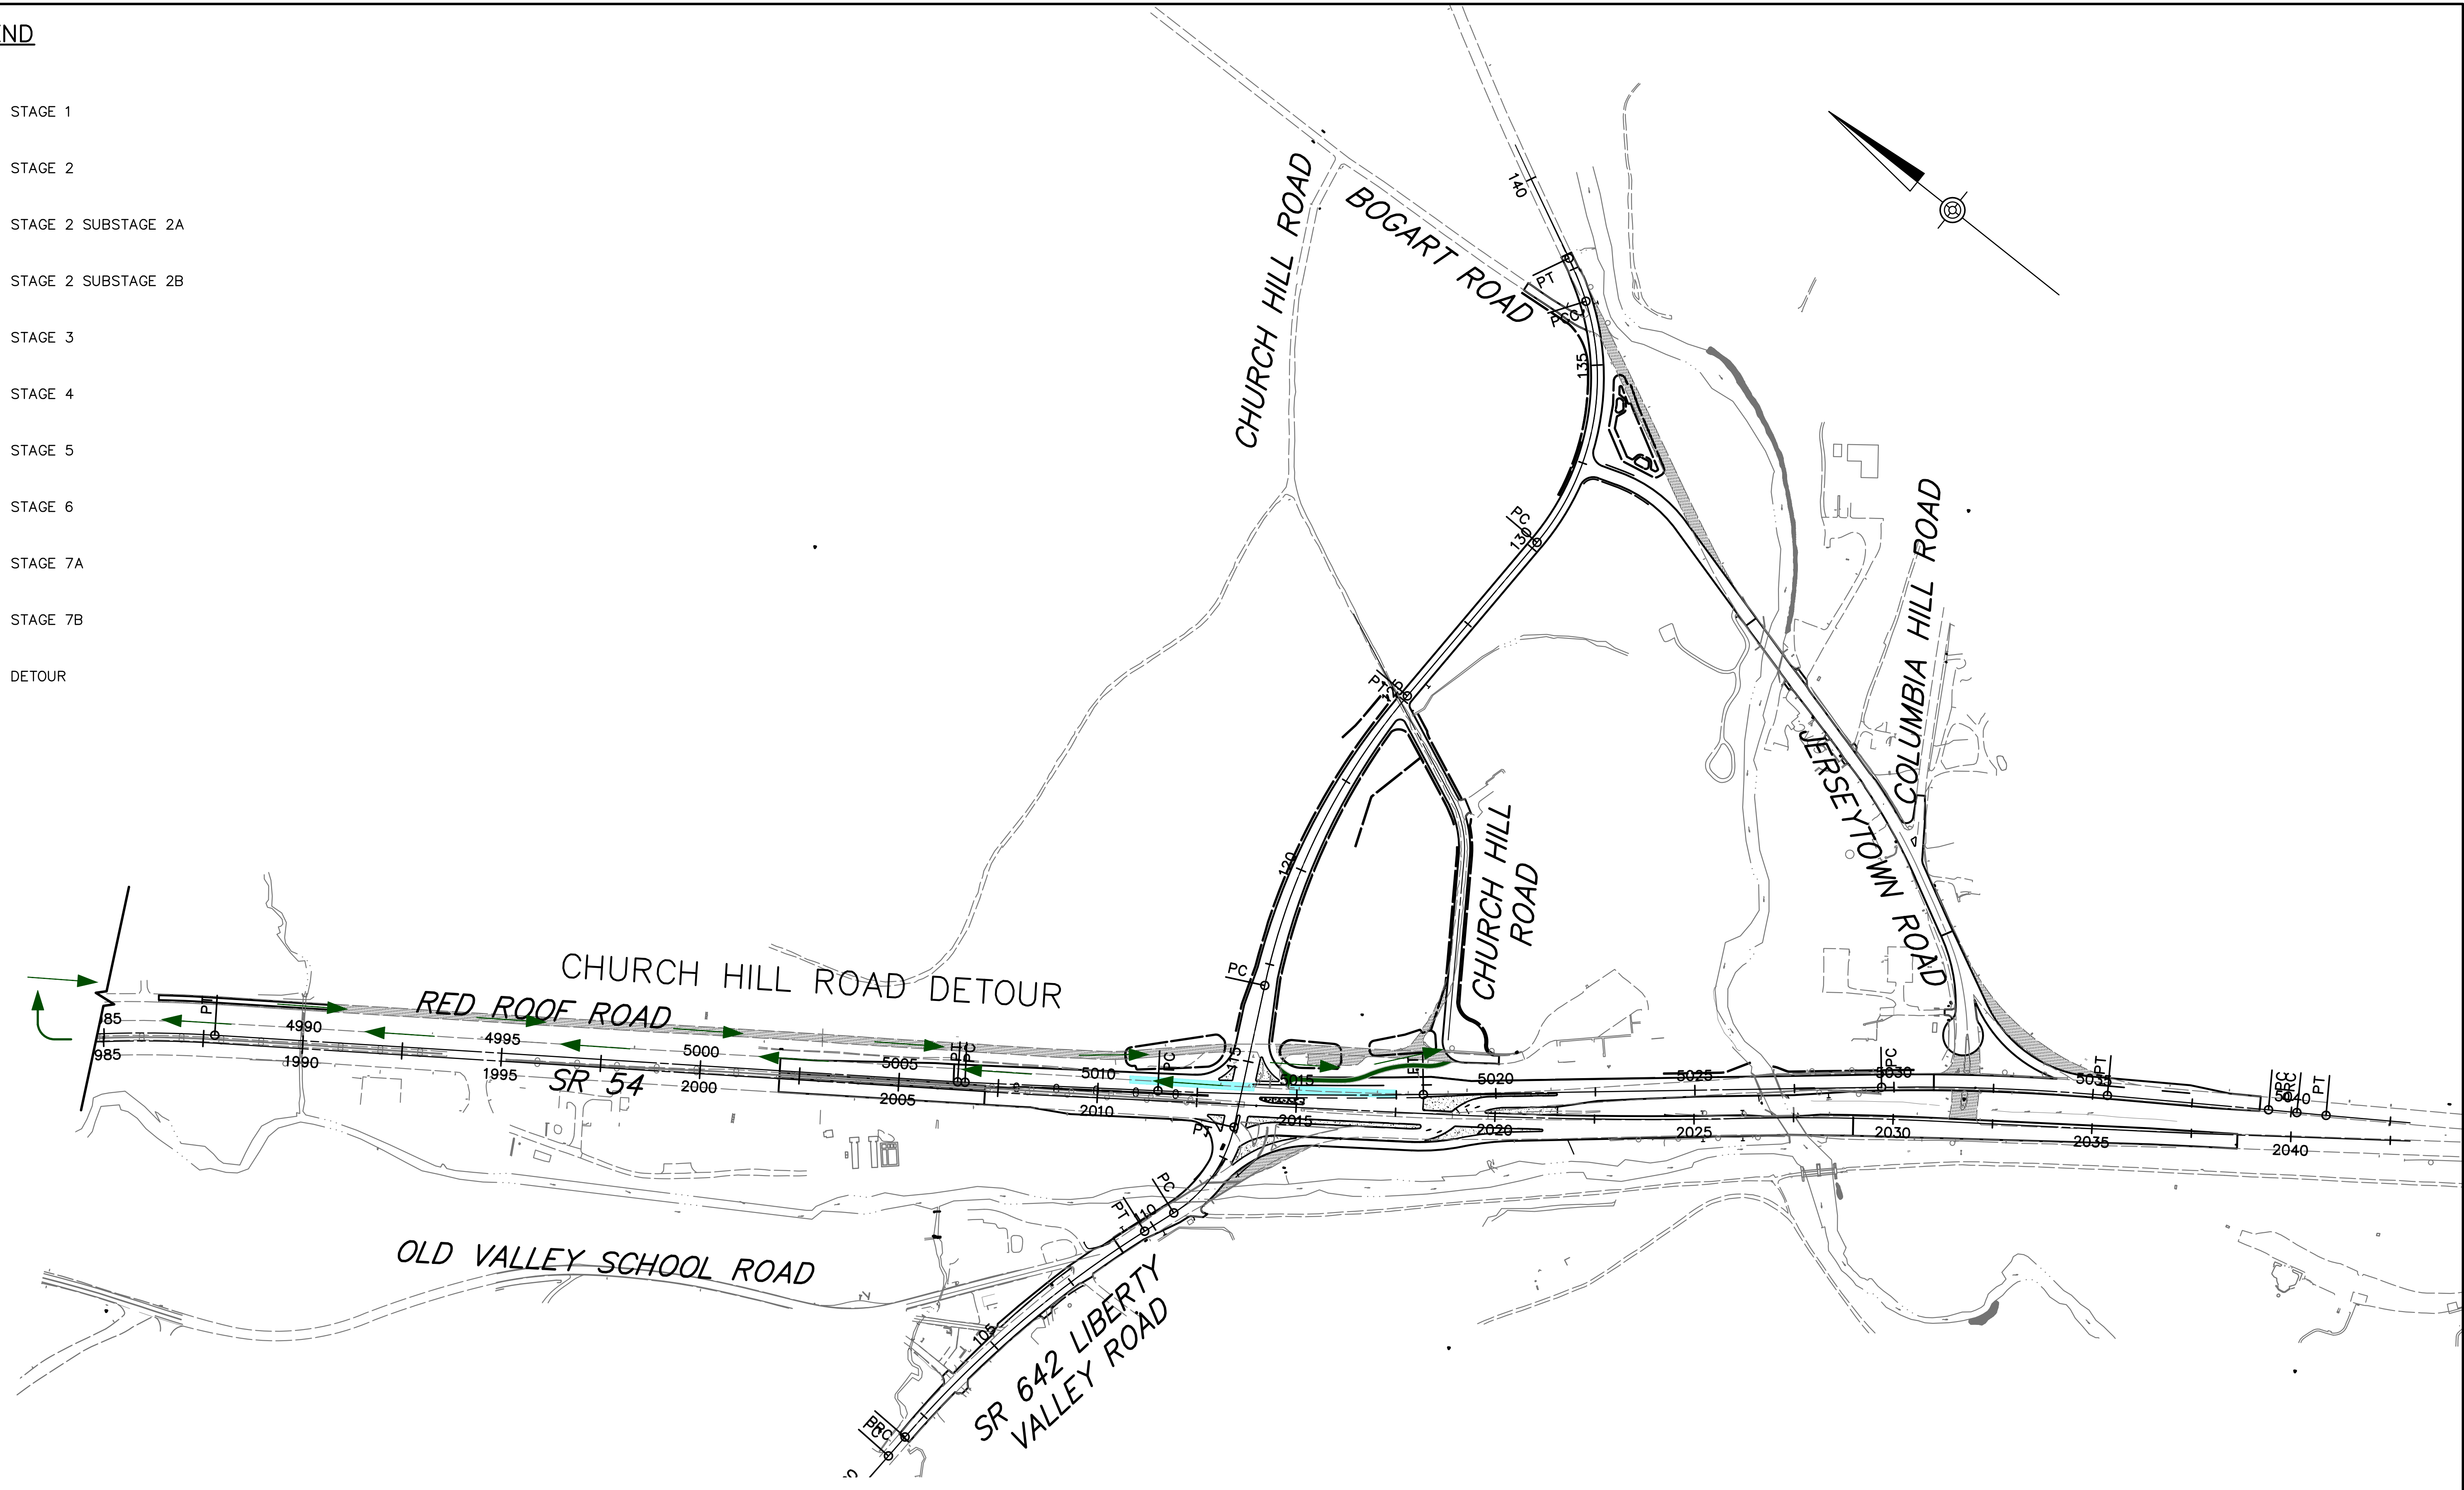 END
STAGE 1
STAGE 2
STAGE 2 SUBSTAGE 2A
STAGE 2 SUBSTAGE 2B
STAGE 3
STAGE 4
STAGE 5
STAGE 6
STAGE 7A
STAGE 7B
DETOUR
CHURCH HILL ROAD
BOGART ROAD
140
PT
PCC
135
PC
130
COLUMBIA HILL ROAD
JERSEYTOWN ROAD
120
PC
CHURCH HILL
ROAD
CHURCH HILL ROAD DETOUR
RED ROOF ROAD
PT
85
4990
4995
5000
5005
5010
5015
5020
5025
5030
5035
5040
985
1990
1995
2000
2005
2010
2015
2020
2025
2030
2035
2040
SR 54
PC
PC
PT
PC
PT
PC
PT
110
105
OLD VALLEY SCHOOL ROAD
SR 642 LIBERTY
VALLEY ROAD